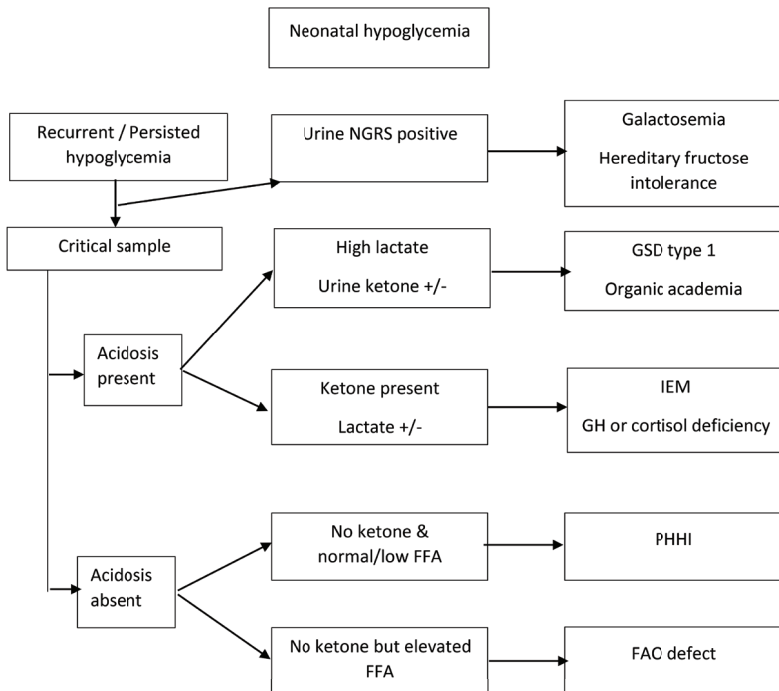 Neonatal hypoglycemia
Recurrent / Persisted
hypoglycemia
Urine NGRS positive
Galactosemia
Hereditary fructose
intolerance
Critical sample
High lactate
Urine ketone +/-
GSD type 1
Organic academia
Acidosis
present
Ketone present
Lactate +/-
IEM
GH or cortisol deficiency
Acidosis
absent
No ketone &
normal/low FFA
PHHI
No ketone but elevated
FFA
FAO defect